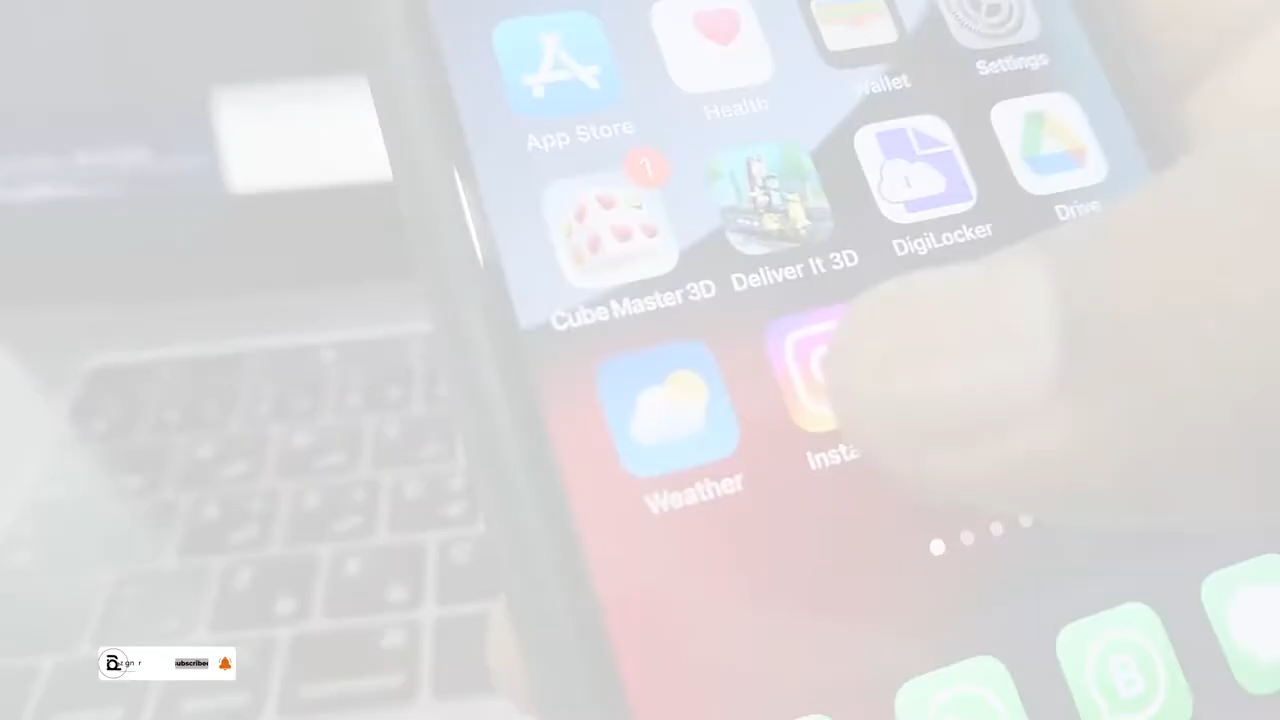 App Store
Health
Wallet
Settings
1
Cube Master 3D
Deliver It 3D
DigiLocker
Drive
Weather
Insta
B